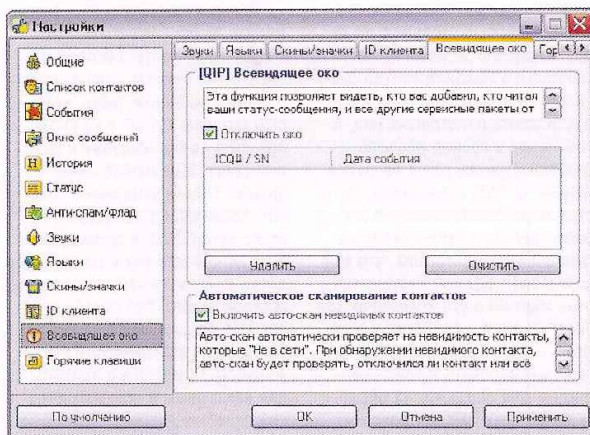 Настройки
Общие
Список контактов
События
Окно сообщений
История
Статус
Анти-спам/флад
Звуки
Языки
Скины/значки
ID клиента
Всевидящее око
Горячие клавиши
Звуки Языки Скины/значки ID клиента Всевидящее око Гор
[QIP] Всевидящее око
Эта функция позволяет видеть, кто вас добавил, кто читал
ваши статус-сообщения, и все другие сервисные пакеты от
Отключить око
ICQ# / SN Дата события
Удалить Очистить
Автоматическое сканирование контактов
Включить авто-скан невидимых контактов
Авто-скан автоматически проверяет на невидимость контакты,
которые "Не в сети". При обнаружении невидимого контакта,
авто-скан будет проверять, отключился ли контакт или всё
По умолчанию OK Отмена Применить